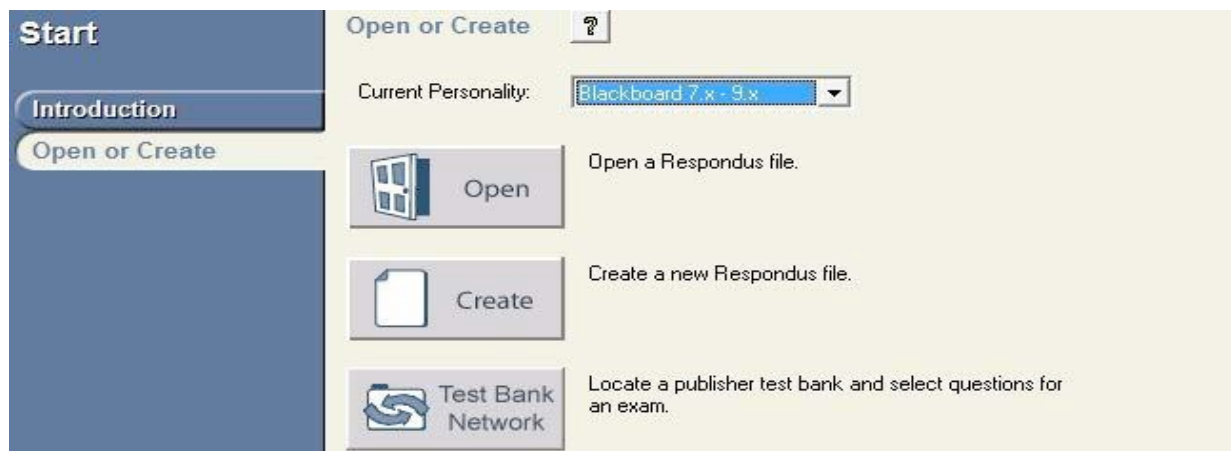 Start
Introduction
Open or Create
Open or Create ?
Current Personality: Blackboard 7.x - 9.x
Open
Open a Respondus file.
Create
Create a new Respondus file.
Test Bank
Network
Locate a publisher test bank and select questions for
an exam.